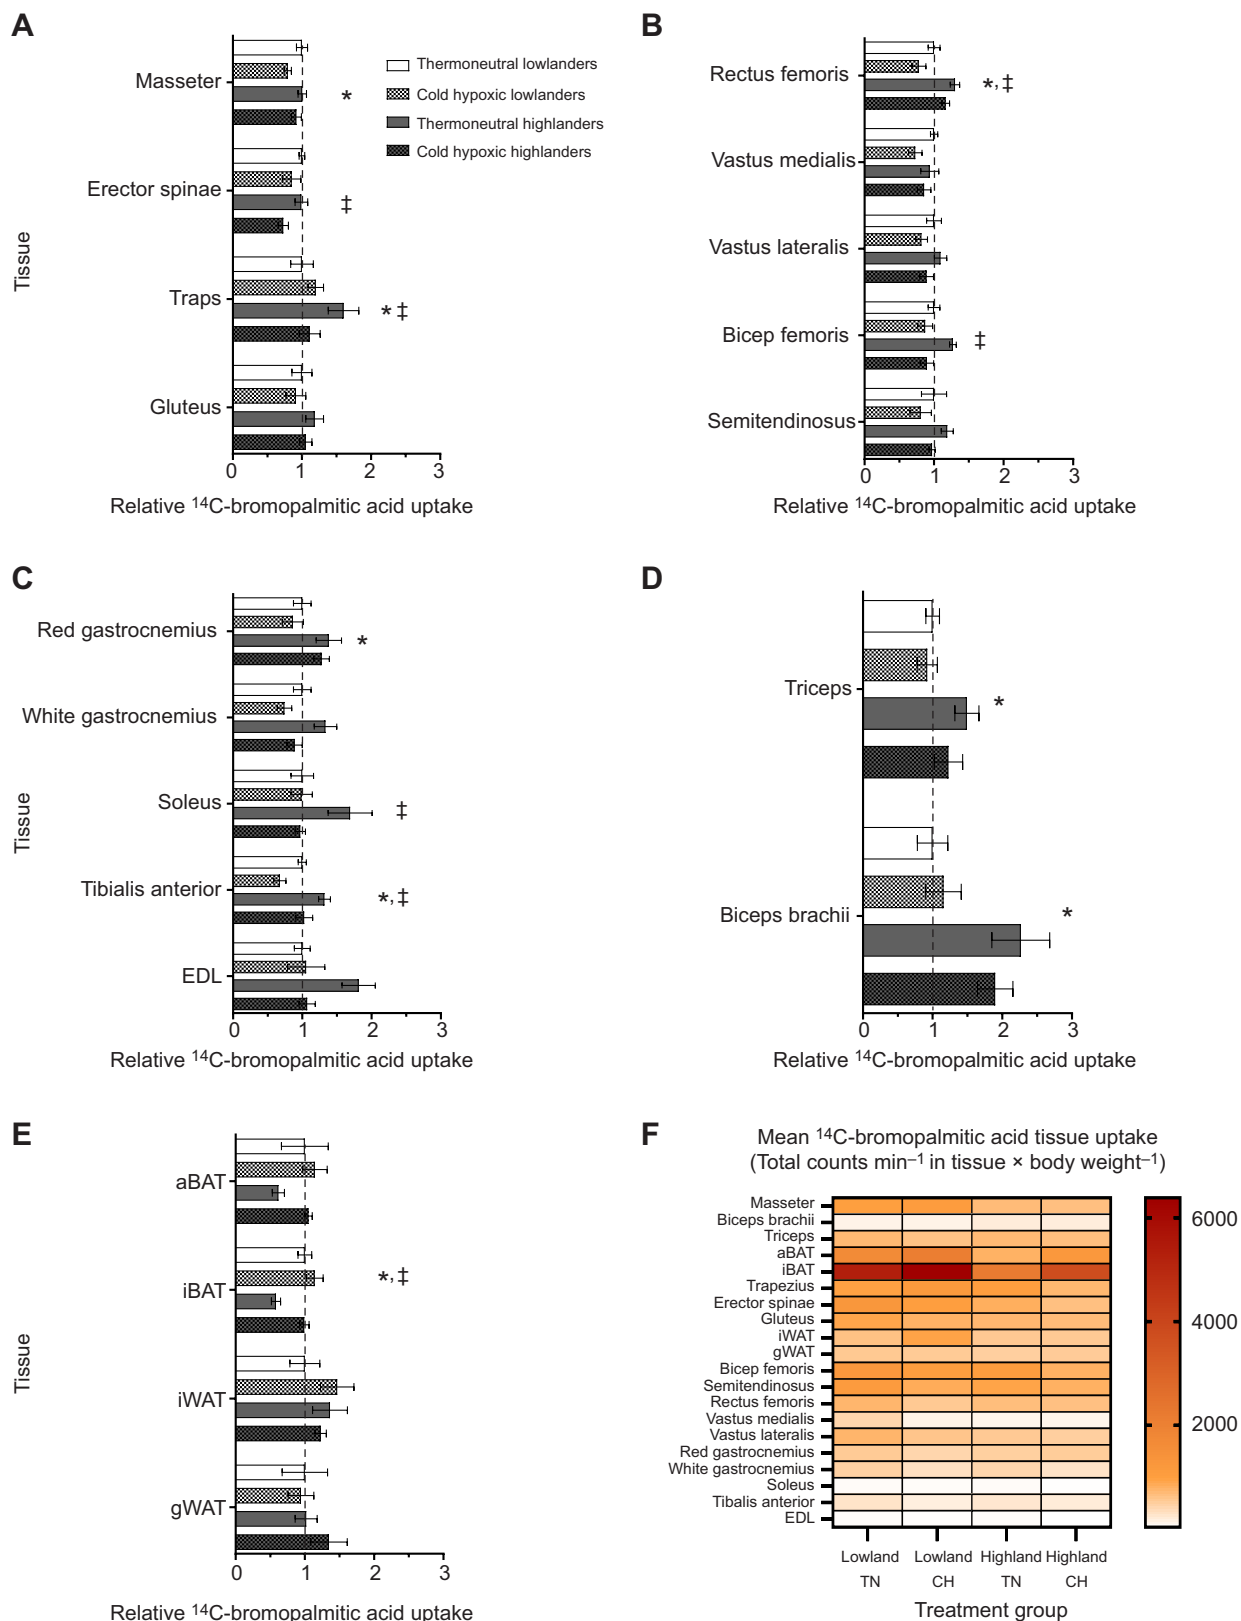 A
Masseter
Erector spinae
Traps
Gluteus
Tissue
*
‡
* ‡
Thermoneutral lowlanders
Cold hypoxic lowlanders
Thermoneutral highlanders
Cold hypoxic highlanders
0 1 2 3
Relative ¹⁴C-bromopalmitic acid uptake
B
Rectus femoris
Vastus medialis
Vastus lateralis
Bicep femoris
Semitendinosus
*, ‡
‡
0 1 2 3
Relative ¹⁴C-bromopalmitic acid uptake
C
Red gastrocnemius
White gastrocnemius
Soleus
Tibialis anterior
EDL
Tissue
*
‡
*, ‡
0 1 2 3
Relative ¹⁴C-bromopalmitic acid uptake
D
Triceps
Biceps brachii
*
*
0 1 2 3
Relative ¹⁴C-bromopalmitic acid uptake
E
aBAT
iBAT
iWAT
gWAT
Tissue
*, ‡
0 1 2 3
Relative ¹⁴C-bromopalmitic acid uptake
F
Mean ¹⁴C-bromopalmitic acid tissue uptake
(Total counts min⁻¹ in tissue × body weight⁻¹)
Masseter
Biceps brachii
Triceps
aBAT
iBAT
Trapezius
Erector spinae
Gluteus
iWAT
gWAT
Bicep femoris
Semitendinosus
Rectus femoris
Vastus medialis
Vastus lateralis
Red gastrocnemius
White gastrocnemius
Soleus
Tibalis anterior
EDL
6000
4000
2000
Lowland Lowland Highland Highland
TN CH TN CH
Treatment group